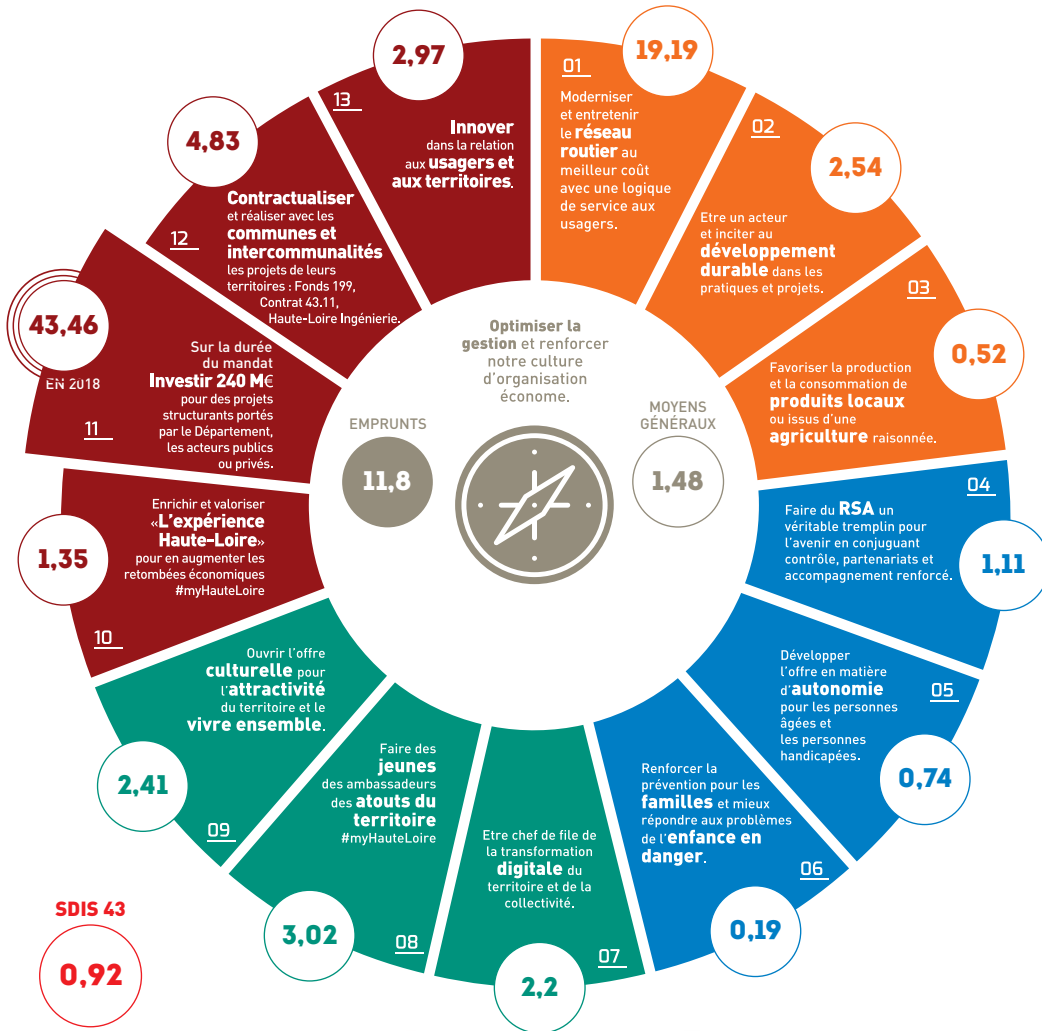 19,19
01
Moderniser
et entretenir
le réseau
routier au
meilleur coût
avec une logique
de service aux
usagers.
2,54
02
Etre un acteur
et inciter au
développement
durable dans les
pratiques et projets.
0,52
03
Favoriser la production
et la consommation de
produits locaux
ou issus d'une
agriculture raisonnée.
1,11
04
Faire du RSA un
véritable tremplin pour
l'avenir en conjuguant
contrôle, partenariats et
accompagnement renforcé.
0,74
05
Développer
l'offre en matière
d'autonomie
pour les personnes
âgées et
les personnes
handicapées.
0,19
06
Renforcer la
prévention pour les
familles et mieux
répondre aux problèmes
de l'enfance en
danger.
2,2
07
Etre chef de file de
la transformation
digitale du
territoire et de la
collectivité.
3,02
08
Faire des
jeunes
des ambassadeurs
des atouts du
territoire
#myHauteLoire
2,41
09
Ouvrir l'offre
culturelle pour
l'attractivité
du territoire et le
vivre ensemble.
1,35
10
Enrichir et valoriser
«L'expérience
Haute-Loire»
pour en augmenter les
retombées économiques
#myHauteLoire
43,46
EN 2018
11
Sur la durée
du mandat
Investir 240 M€
pour des projets
structurants portés
par le Département,
les acteurs publics
ou privés.
4,83
12
Contractualiser
et réaliser avec les
communes et
intercommunalités
les projets de leurs
territoires : Fonds 199,
Contrat 43.11,
Haute-Loire Ingénierie.
2,97
13
Innover
dans la relation
aux usagers et
aux territoires.
Optimiser la
gestion et renforcer
notre culture
d'organisation
économe.
EMPRUNTS
11,8
MOYENS
GÉNÉRAUX
1,48
SDIS 43
0,92